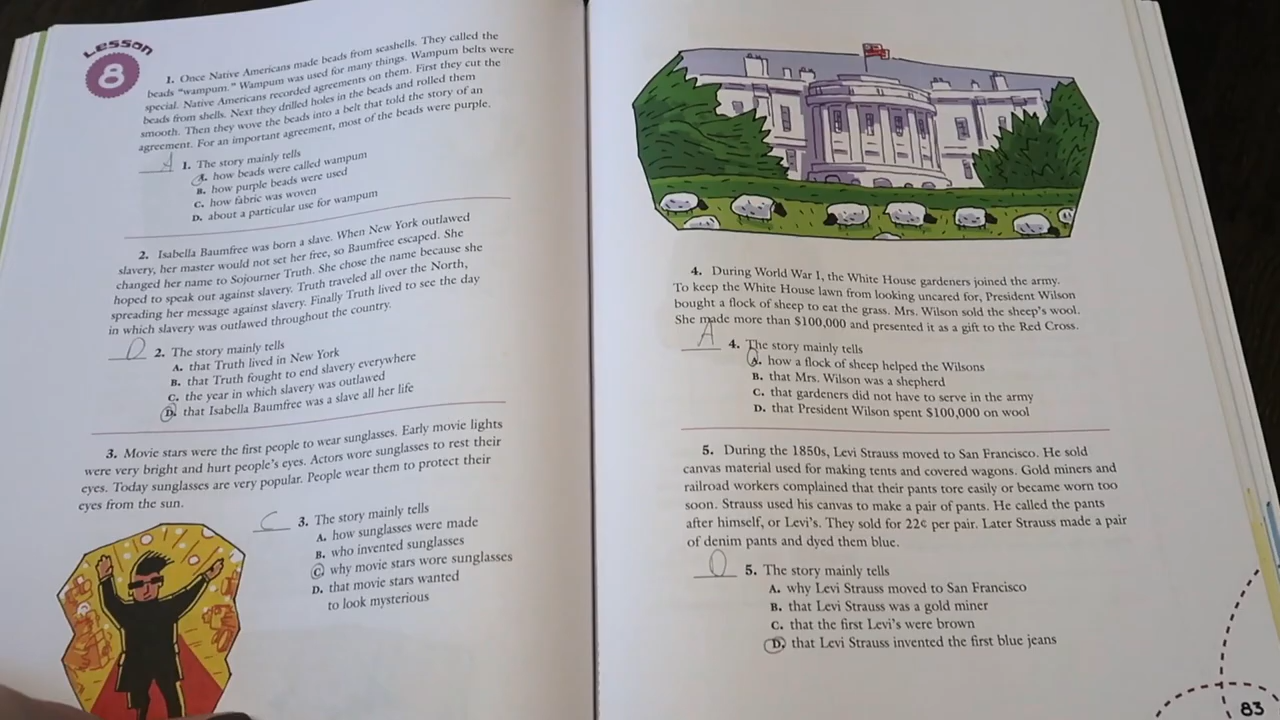 LESSON
8
1. Once Native Americans made beads from seashells. They called the
beads "wampum." Wampum was used for many things. Wampum belts were
special. Native Americans recorded agreements on them. First they cut the
beads from shells. Next they drilled holes in the beads and rolled them
smooth. Then they wove the beads into a belt that told the story of an
agreement. For an important agreement, most of the beads were purple.
A 1. The story mainly tells
A. how beads were called wampum
B. how purple beads were used
C. how fabric was woven
D. about a particular use for wampum
2. Isabella Baumfree was born a slave. When New York outlawed
slavery, her master would not set her free, so Baumfree escaped. She
changed her name to Sojourner Truth. She chose the name because she
hoped to speak out against slavery. Truth traveled all over the North,
spreading her message against slavery. Finally Truth lived to see the day
in which slavery was outlawed throughout the country.
D 2. The story mainly tells
A. that Truth lived in New York
B. that Truth fought to end slavery everywhere
C. the year in which slavery was outlawed
D. that Isabella Baumfree was a slave all her life
3. Movie stars were the first people to wear sunglasses. Early movie lights
were very bright and hurt people's eyes. Actors wore sunglasses to rest their
eyes. Today sunglasses are very popular. People wear them to protect their
eyes from the sun.
C 3. The story mainly tells
A. how sunglasses were made
B. who invented sunglasses
C. why movie stars wore sunglasses
D. that movie stars wanted
to look mysterious
4. During World War I, the White House gardeners joined the army.
To keep the White House lawn from looking uncared for, President Wilson
bought a flock of sheep to eat the grass. Mrs. Wilson sold the sheep's wool.
She made more than $100,000 and presented it as a gift to the Red Cross.
A 4. The story mainly tells
A. how a flock of sheep helped the Wilsons
B. that Mrs. Wilson was a shepherd
C. that gardeners did not have to serve in the army
D. that President Wilson spent $100,000 on wool
5. During the 1850s, Levi Strauss moved to San Francisco. He sold
canvas material used for making tents and covered wagons. Gold miners and
railroad workers complained that their pants tore easily or became worn too
soon. Strauss used his canvas to make a pair of pants. He called the pants
after himself, or Levi's. They sold for 22¢ per pair. Later Strauss made a pair
of denim pants and dyed them blue.
D 5. The story mainly tells
A. why Levi Strauss moved to San Francisco
B. that Levi Strauss was a gold miner
C. that the first Levi's were brown
D. that Levi Strauss invented the first blue jeans
83